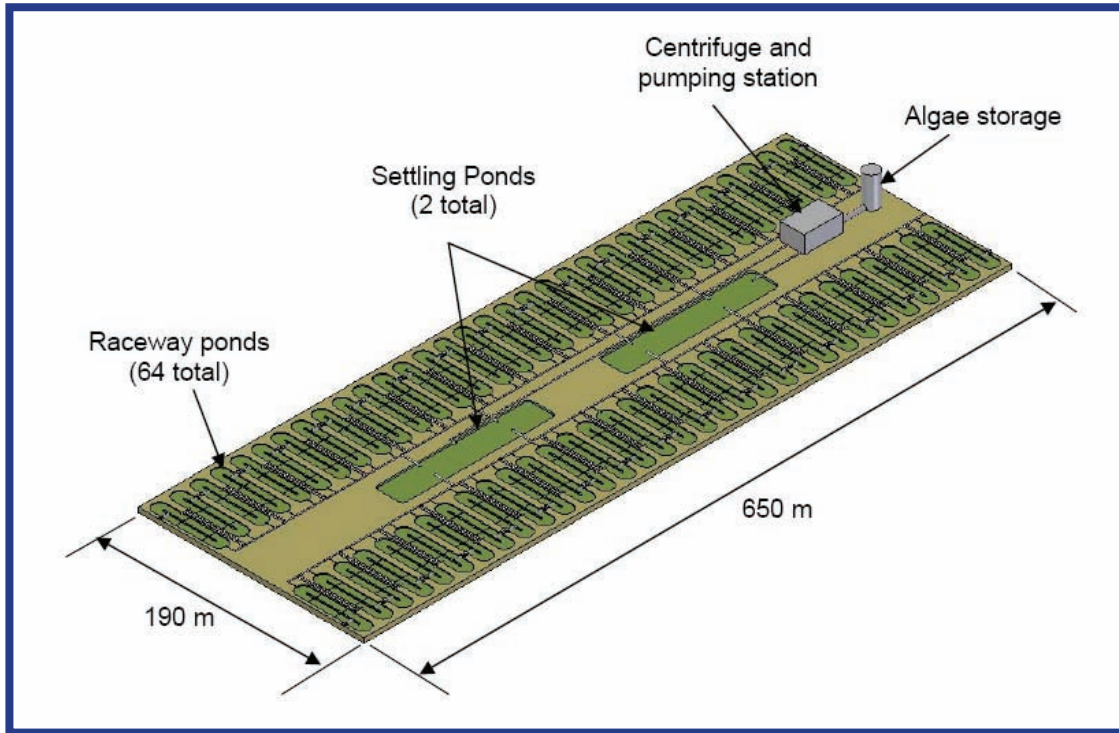 Centrifuge and
pumping station
Algae storage
Settling Ponds
(2 total)
Raceway ponds
(64 total)
650 m
190 m